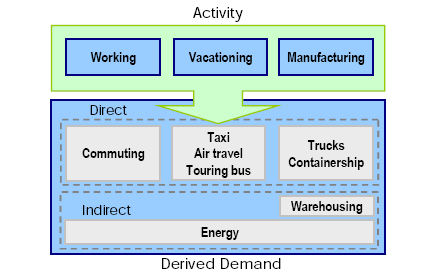 Activity
Working Vacationing Manufacturing
Direct
Commuting
Taxi
Air travel
Touring bus
Trucks
Containership
Indirect
Warehousing
Energy
Derived Demand